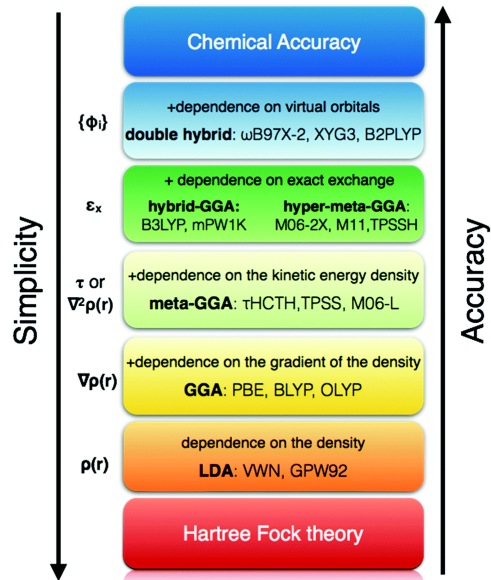 Chemical Accuracy
{Φᵢ}
+dependence on virtual orbitals
double hybrid: ωB97X-2, XYG3, B2PLYP
εₓ
+ dependence on exact exchange
hybrid-GGA: hyper-meta-GGA:
B3LYP, mPW1K M06-2X, M11,TPSSH
Simplicity
Accuracy
τ or
∇²ρ(r)
+dependence on the kinetic energy density
meta-GGA: τHCTH,TPSS, M06-L
∇ρ(r)
+dependence on the gradient of the density
GGA: PBE, BLYP, OLYP
ρ(r)
dependence on the density
LDA: VWN, GPW92
Hartree Fock theory